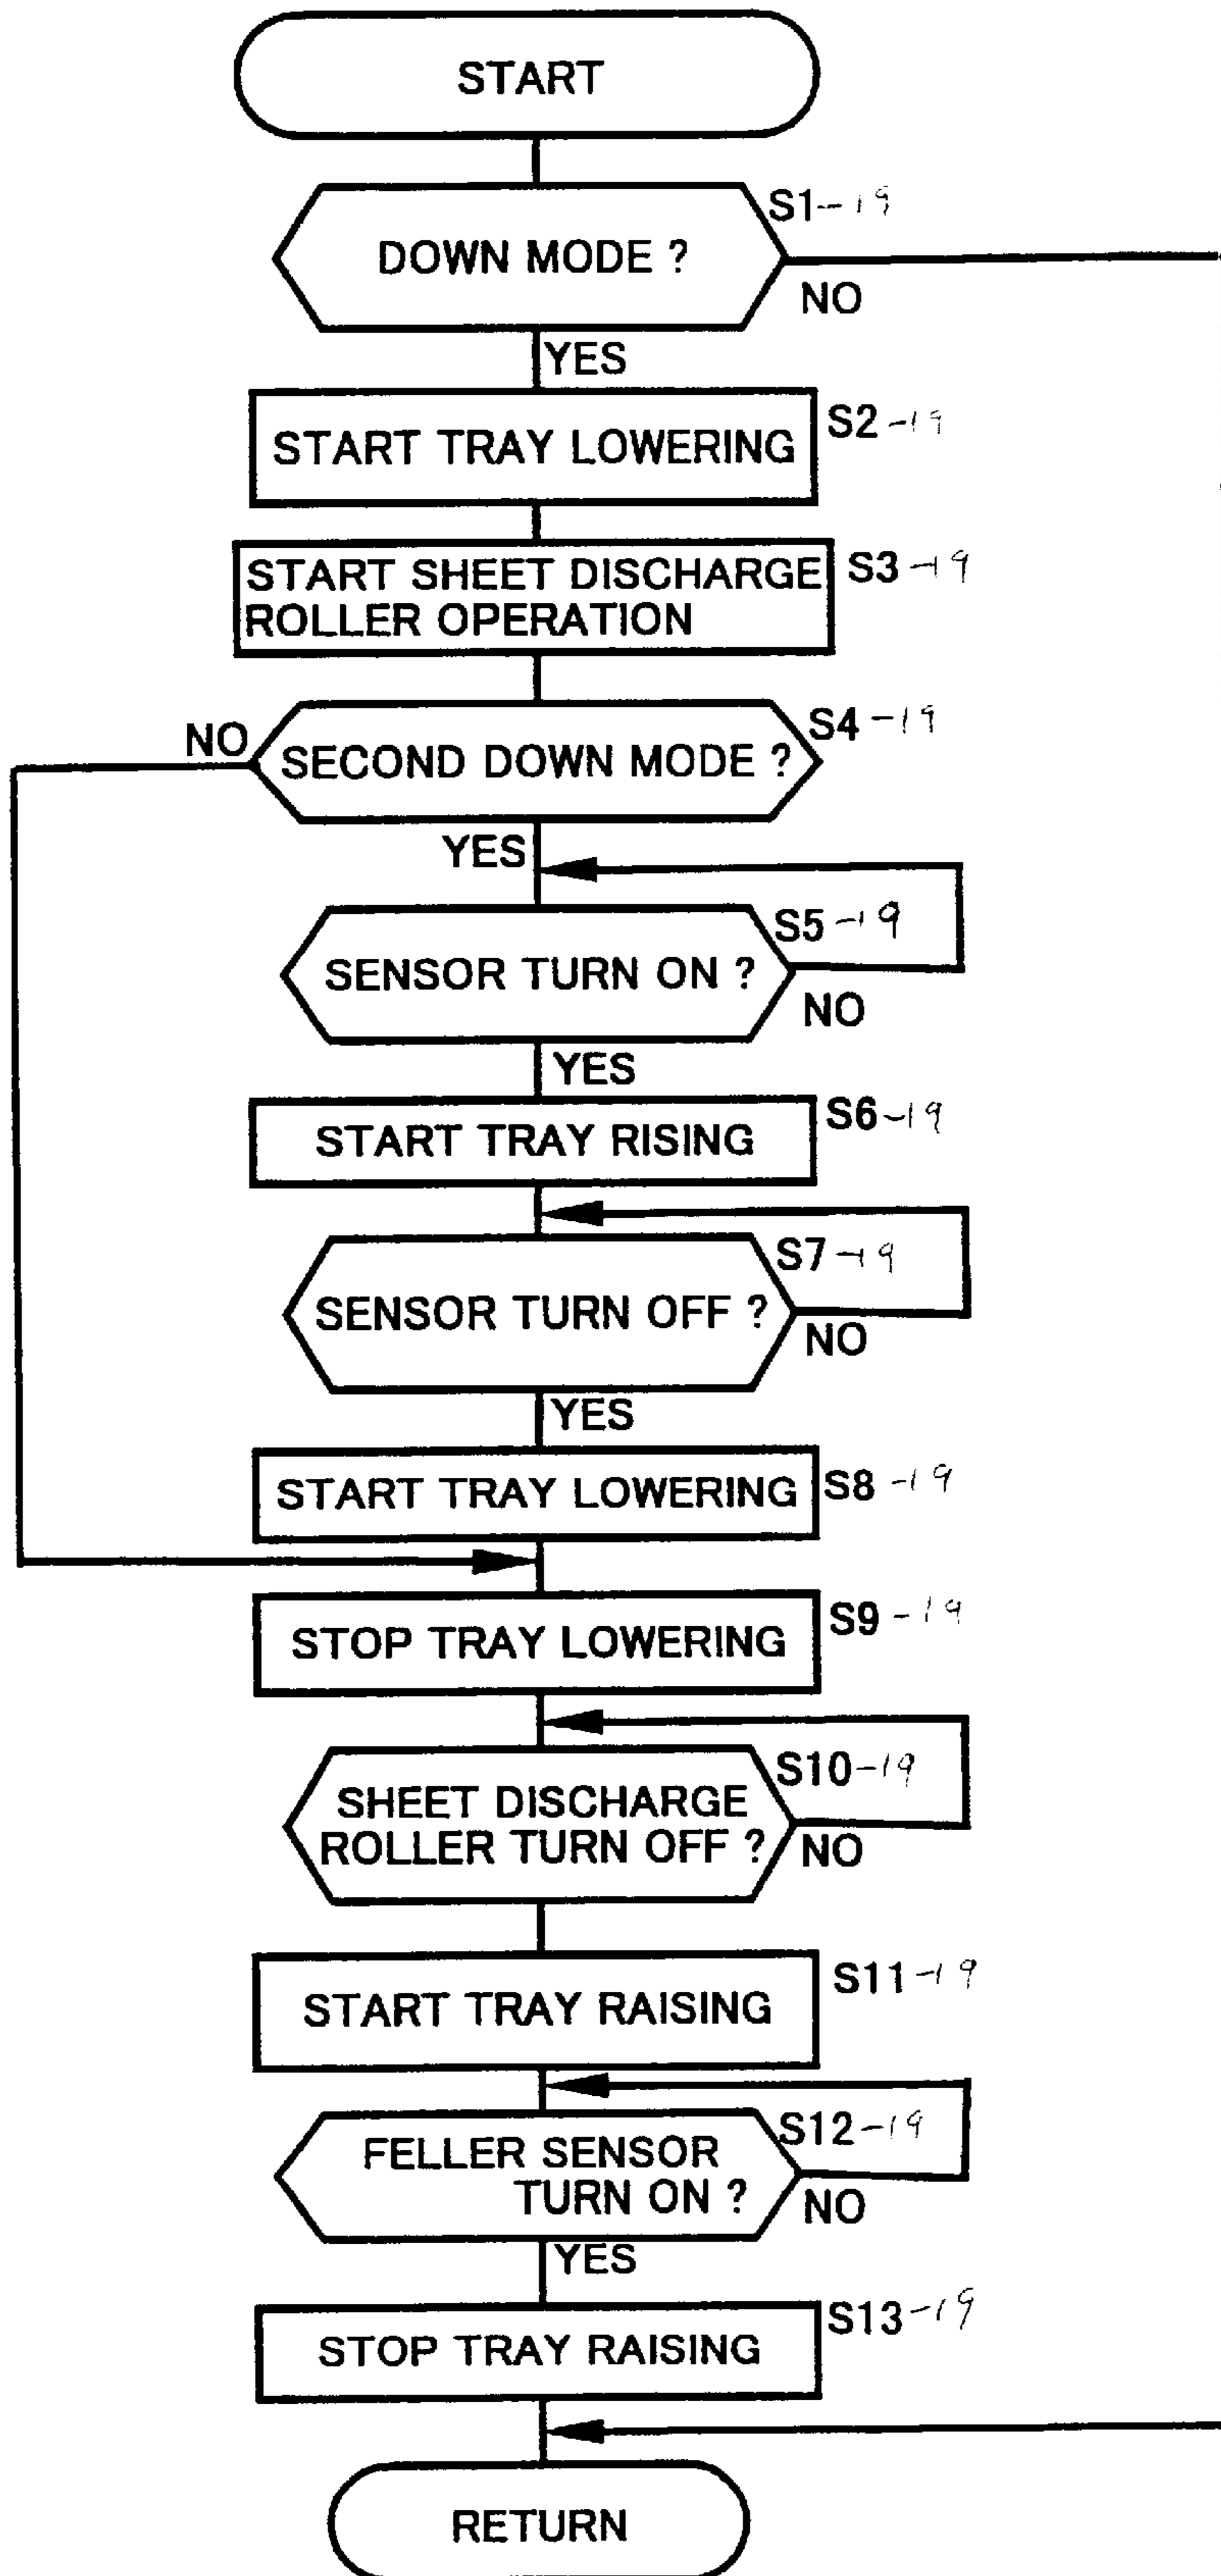 START
S1-19
DOWN MODE ?
NO
YES
S2-19
START TRAY LOWERING
START SHEET DISCHARGE
ROLLER OPERATION
S3-19
S4-19
NO
SECOND DOWN MODE ?
YES
S5-19
SENSOR TURN ON ?
NO
YES
S6-19
START TRAY RISING
S7-19
SENSOR TURN OFF ?
NO
YES
START TRAY LOWERING
S8-19
S9-19
STOP TRAY LOWERING
S10-19
SHEET DISCHARGE
ROLLER TURN OFF ?
NO
S11-19
START TRAY RAISING
S12-19
FELLER SENSOR
TURN ON ?
NO
YES
S13-19
STOP TRAY RAISING
RETURN